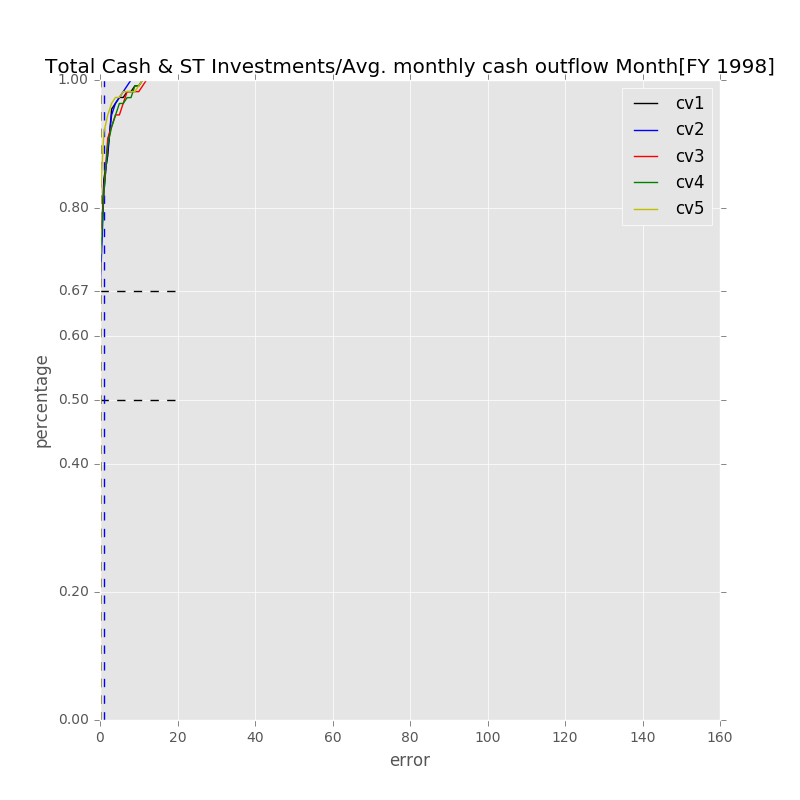 Total Cash & ST Investments/Avg. monthly cash outflow Month[FY 1998]
1.00
0.80
0.67
0.60
0.50
0.40
0.20
0.00
percentage
cv1
cv2
cv3
cv4
cv5
0 20 40 60 80 100 120 140 160
error